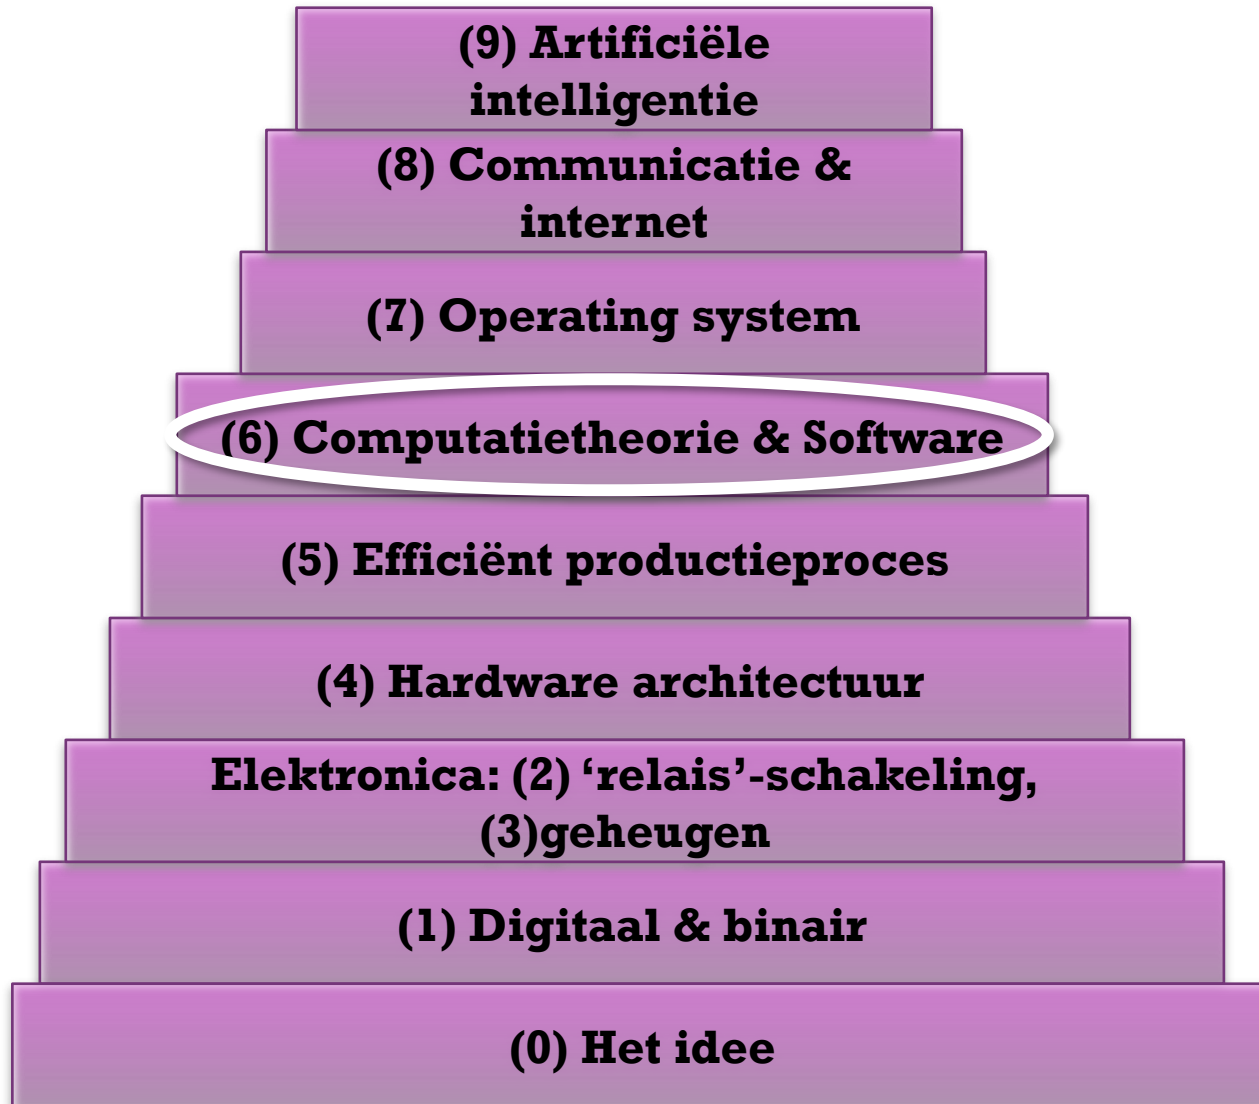 (9) Artificiële
intelligentie
(8) Communicatie &
internet
(7) Operating system
(6) Computatietheorie & Software
(5) Efficiënt productieproces
(4) Hardware architectuur
Elektronica: (2) ‘relais’-schakeling,
(3)geheugen
(1) Digitaal & binair
(0) Het idee